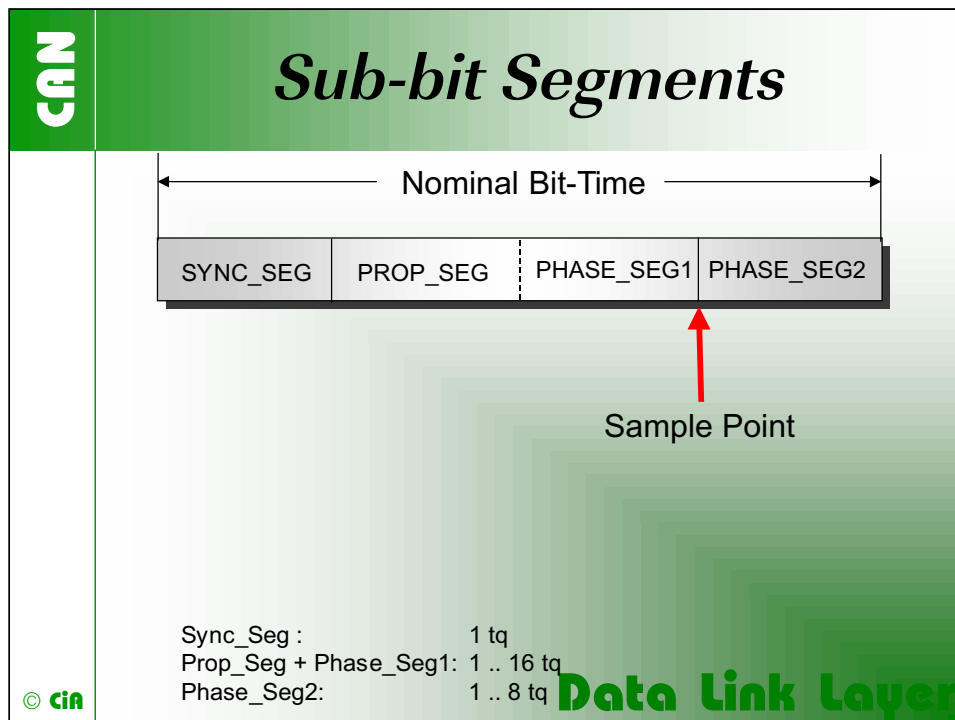 CAN
Sub-bit Segments
Nominal Bit-Time
SYNC_SEG PROP_SEG PHASE_SEG1 PHASE_SEG2
Sample Point
Sync_Seg : 1 tq
Prop_Seg + Phase_Seg1: 1 .. 16 tq
Phase_Seg2: 1 .. 8 tq
© CiA
Data Link Layer